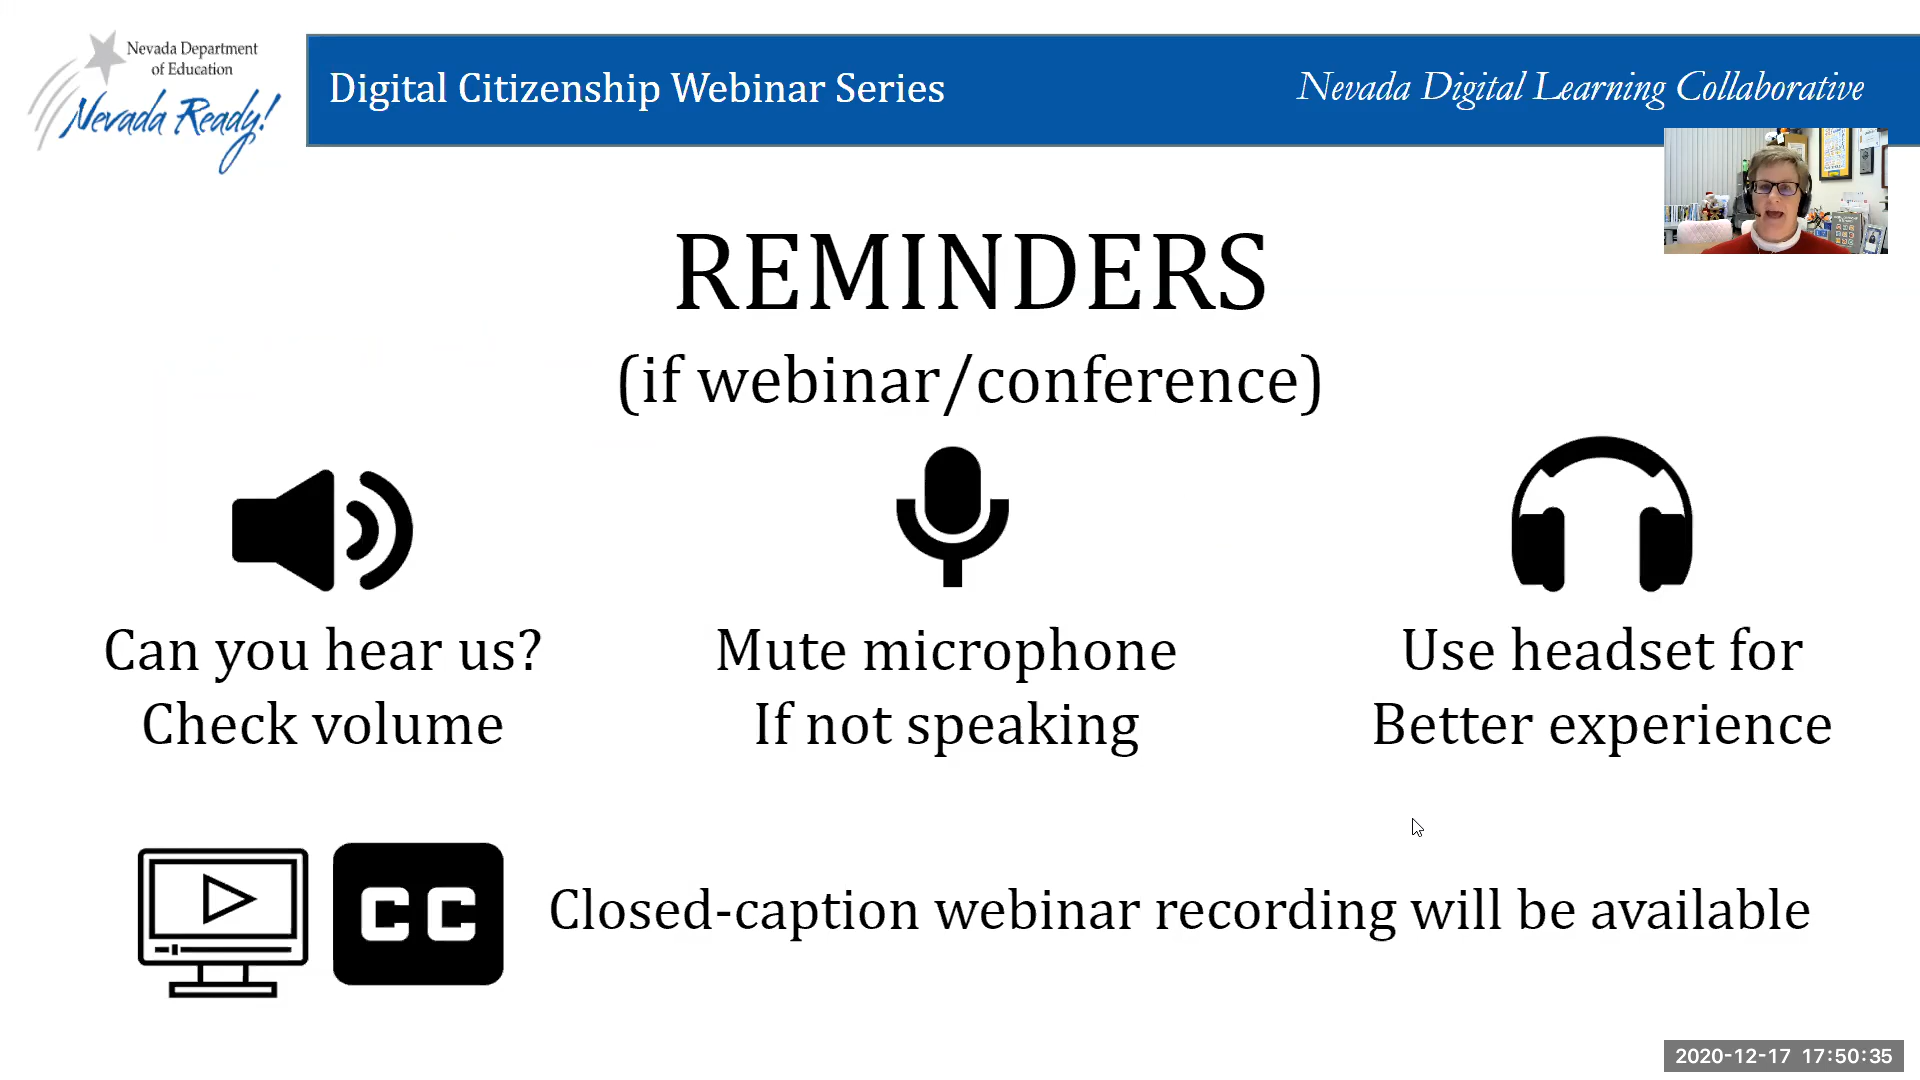 Nevada Department
of Education
Nevada Ready!
Digital Citizenship Webinar Series
Nevada Digital Learning Collaborative
REMINDERS
(if webinar/conference)
Can you hear us?
Check volume
Mute microphone
If not speaking
Use headset for
Better experience
CC
Closed-caption webinar recording will be available
2020-12-17 17:50:35